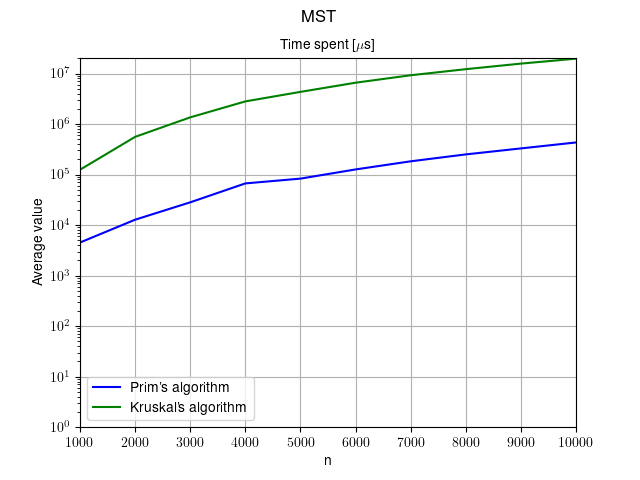 MST
Time spent [μs]
Average value
10⁷
10⁶
10⁵
10⁴
10³
10²
10¹
10⁰
Prim's algorithm
Kruskal's algorithm
1000 2000 3000 4000 5000 6000 7000 8000 9000 10000
n